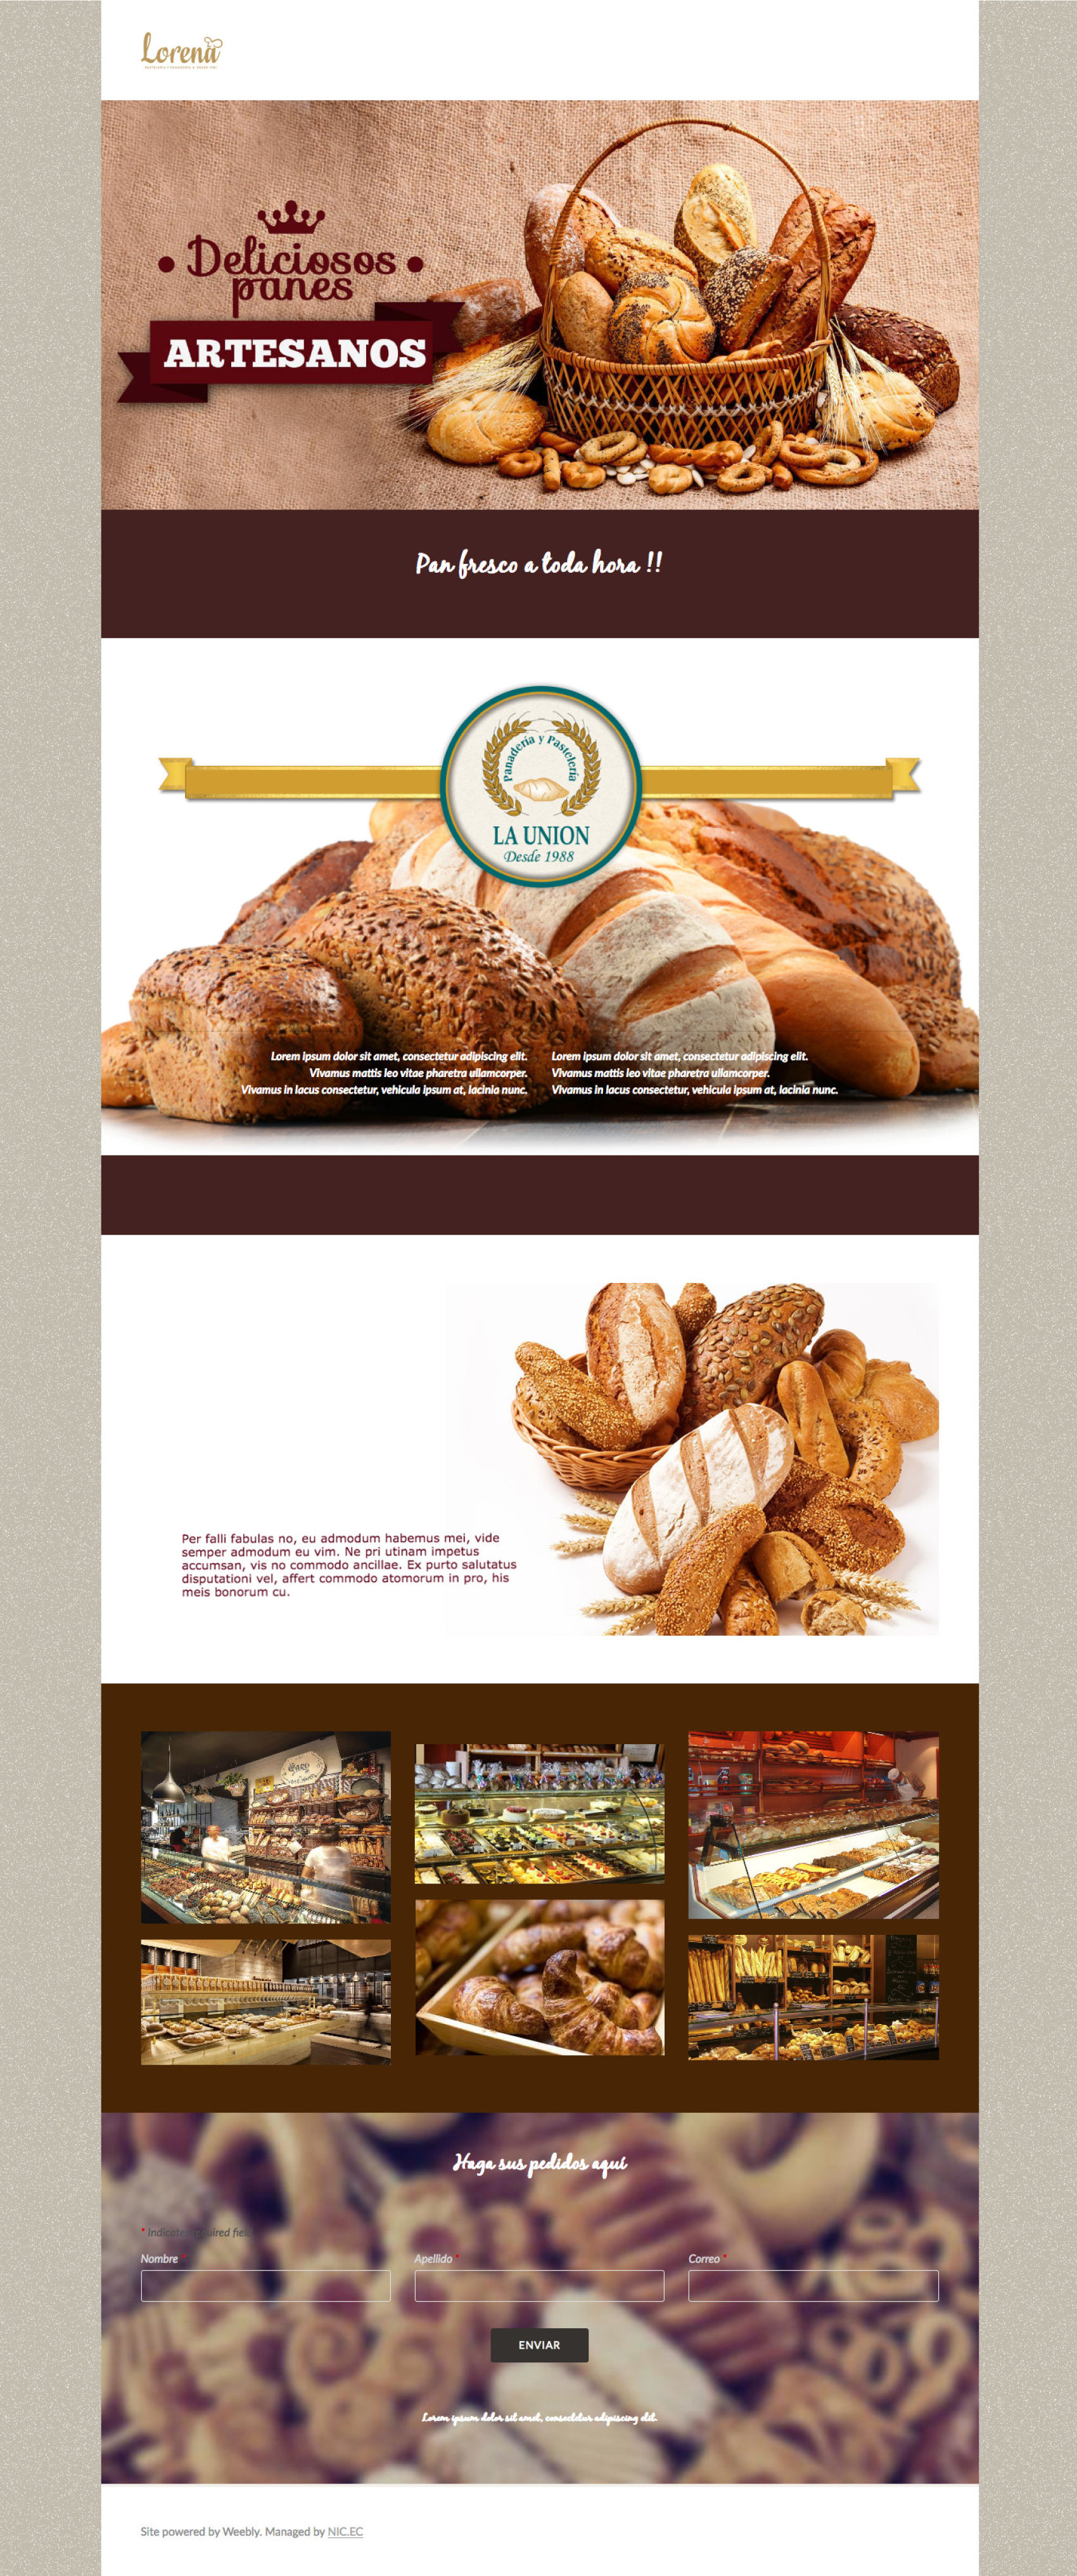 Lorena
• Deliciosos •
panes
ARTESANOS
Pan fresco a toda hora !!
Panadería y Pastelería
LA UNION
Desde 1988
Lorem ipsum dolor sit amet, consectetur adipiscing elit.
Vivamus mattis leo vitae pharetra ullamcorper.
Vivamus in lacus consectetur, vehicula ipsum at, lacinia nunc.
Lorem ipsum dolor sit amet, consectetur adipiscing elit.
Vivamus mattis leo vitae pharetra ullamcorper.
Vivamus in lacus consectetur, vehicula ipsum at, lacinia nunc.
Per falli fabulas no, eu admodum habemus mei, vide
semper admodum eu vim. Ne pri utinam impetus
accumsan, vis no commodo ancillae. Ex purto salutatus
disputationi vel, affert commodo atomorum in pro, his
meis bonorum cu.
Haga sus pedidos aquí
* Indicates required field
Nombre *
Apellido *
Correo *
ENVIAR
Lorem ipsum dolor sit amet, consectetur adipiscing elit.
Site powered by Weebly. Managed by NIC.EC